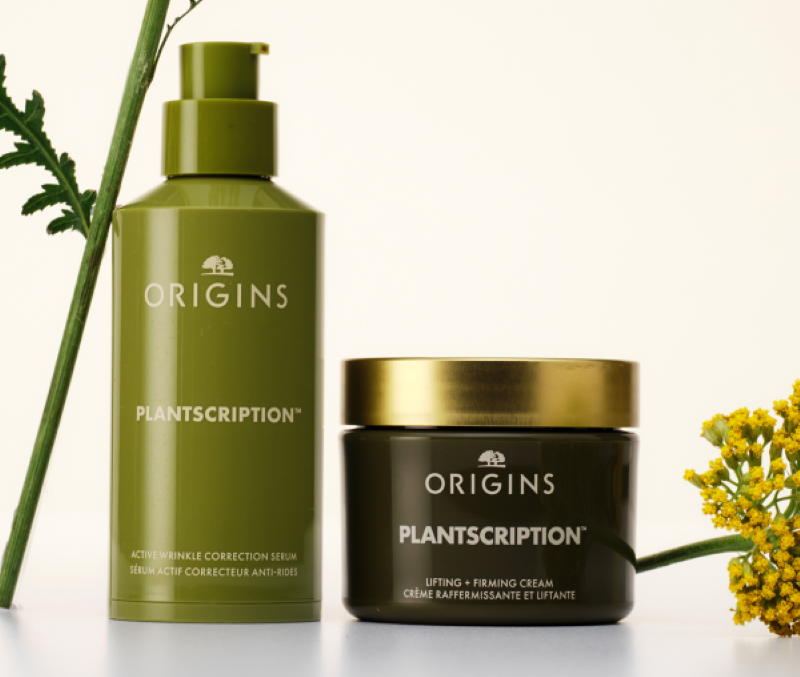 ORIGINS
PLANTSCRIPTION™
ACTIVE WRINKLE CORRECTION SERUM
SÉRUM ACTIF CORRECTEUR ANTI-RIDES
ORIGINS
PLANTSCRIPTION™
LIFTING + FIRMING CREAM
CRÈME RAFFERMISSANTE ET LIFTANTE